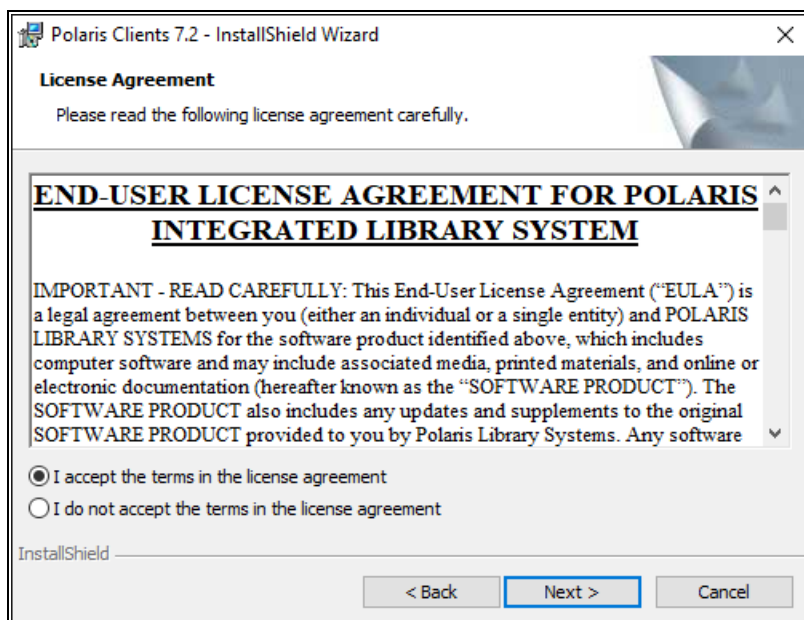 Polaris Clients 7.2 - InstallShield Wizard
License Agreement
Please read the following license agreement carefully.
END-USER LICENSE AGREEMENT FOR POLARIS
INTEGRATED LIBRARY SYSTEM
IMPORTANT - READ CAREFULLY: This End-User License Agreement (“EULA”) is
a legal agreement between you (either an individual or a single entity) and POLARIS
LIBRARY SYSTEMS for the software product identified above, which includes
computer software and may include associated media, printed materials, and online or
electronic documentation (hereafter known as the “SOFTWARE PRODUCT”). The
SOFTWARE PRODUCT also includes any updates and supplements to the original
SOFTWARE PRODUCT provided to you by Polaris Library Systems. Any software
I accept the terms in the license agreement
I do not accept the terms in the license agreement
InstallShield
< Back Next > Cancel